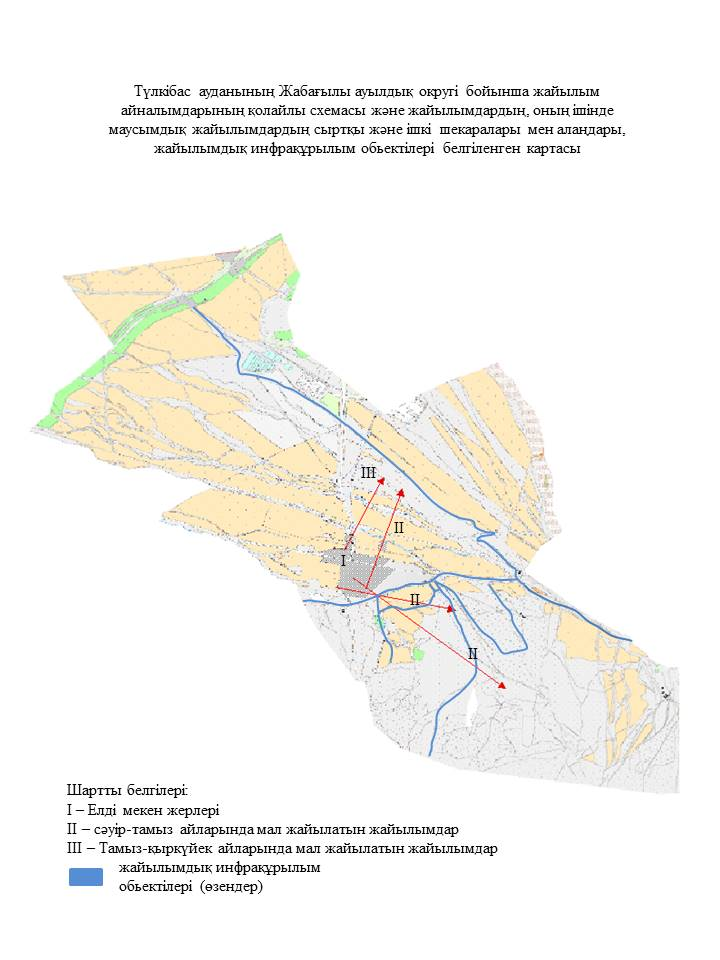 Түлкібас ауданының Жабағылы ауылдық округі бойынша жайылым
айналымдарының қолайлы схемасы және жайылымдардың, оның ішінде
маусымдық жайылымдардың сыртқы және ішкі шекаралары мен алаңдары,
жайылымдық инфрақұрылым обьектілері белгіленген картасы
III
II
I
II
II
Шартты белгілері:
I – Елді мекен жерлері
II – сәуір-тамыз айларында мал жайылатын жайылымдар
III – Тамыз-қыркүйек айларында мал жайылатын жайылымдар
жайылымдық инфрақұрылым
обьектілері (өзендер)